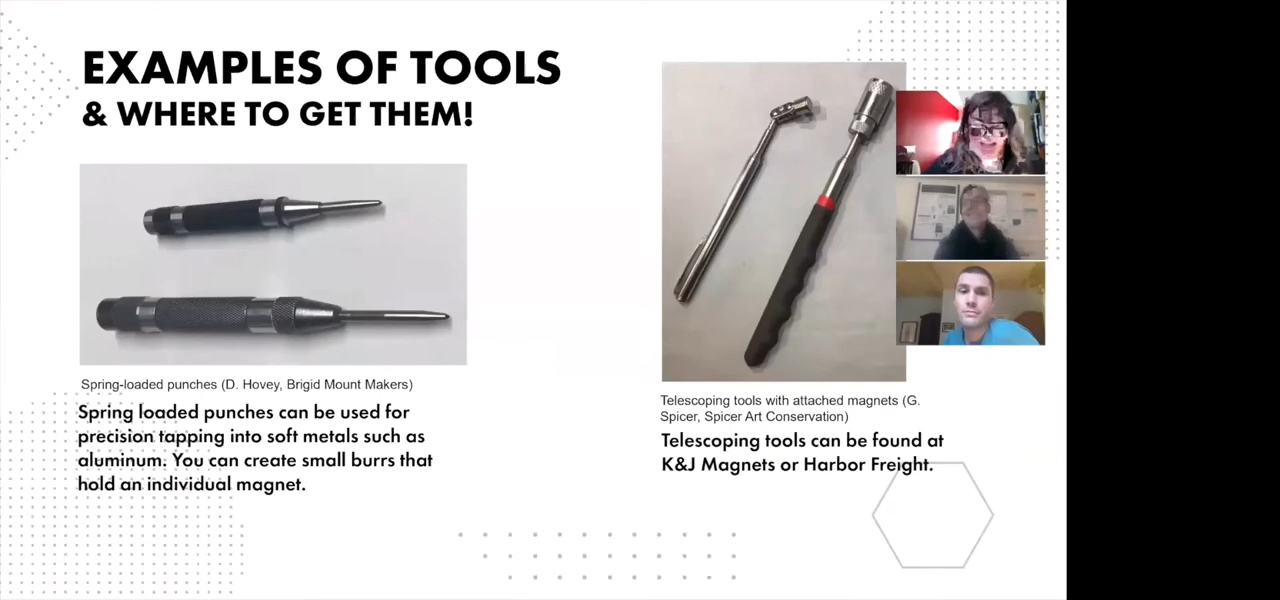 EXAMPLES OF TOOLS
& WHERE TO GET THEM!
Spring-loaded punches (D. Hovey, Brigid Mount Makers)
Spring loaded punches can be used for
precision tapping into soft metals such as
aluminum. You can create small burrs that
hold an individual magnet.
Telescoping tools with attached magnets (G.
Spicer, Spicer Art Conservation)
Telescoping tools can be found at
K&J Magnets or Harbor Freight.